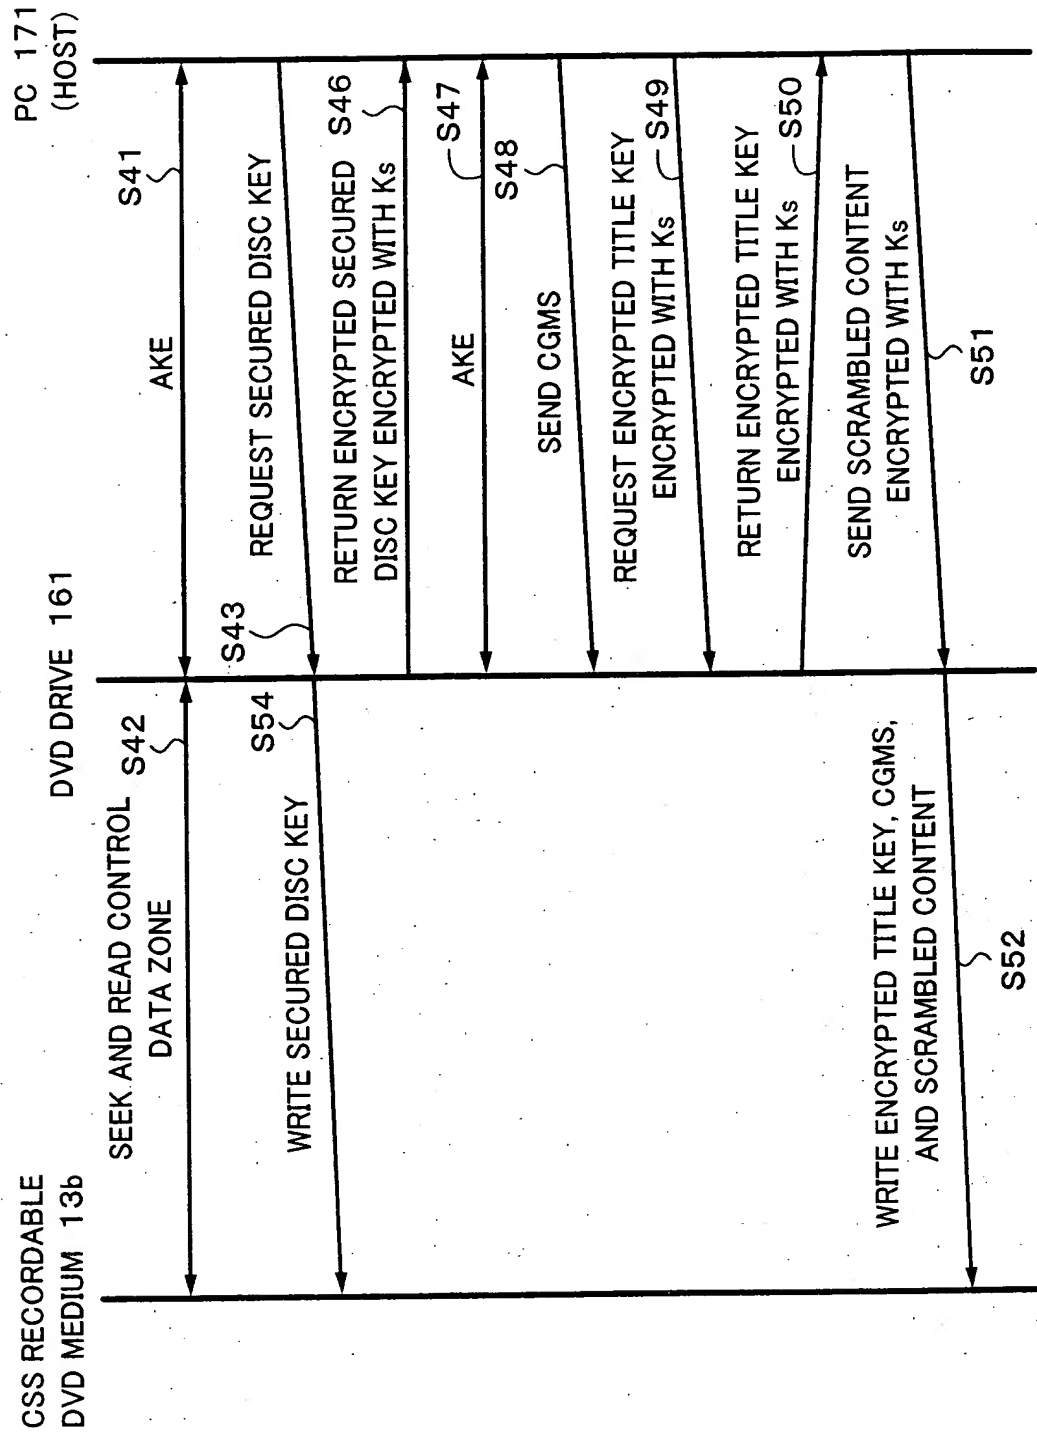 CSS RECORDABLE
DVD MEDIUM 13b
DVD DRIVE 161
PC 171
(HOST)
S41
AKE
SEEK AND READ CONTROL
DATA ZONE
S42
REQUEST SECURED DISC KEY
S43
WRITE SECURED DISC KEY
S54
RETURN ENCRYPTED SECURED
DISC KEY ENCRYPTED WITH Ks
S46
AKE
S47
SEND CGMS
S48
REQUEST ENCRYPTED TITLE KEY
ENCRYPTED WITH Ks
S49
RETURN ENCRYPTED TITLE KEY
ENCRYPTED WITH Ks
S50
SEND SCRAMBLED CONTENT
ENCRYPTED WITH Ks
S51
WRITE ENCRYPTED TITLE KEY, CGMS,
AND SCRAMBLED CONTENT
S52